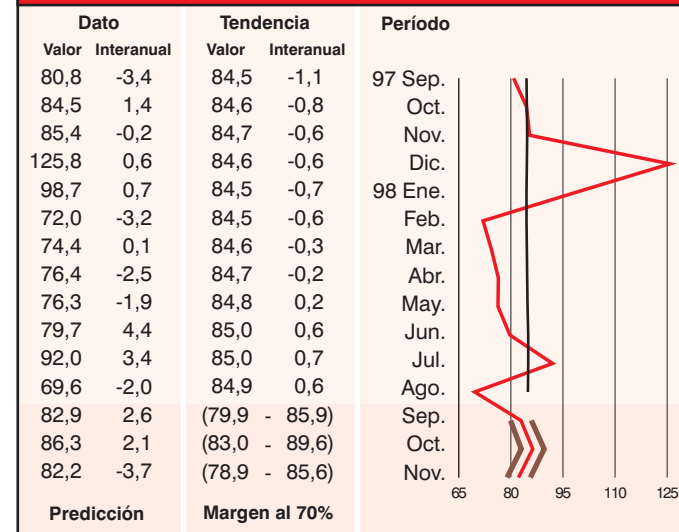 Dato Tendencia Período
Valor Interanual Valor Interanual
80,8 -3,4 84,5 -1,1 97 Sep.
84,5 1,4 84,6 -0,8 Oct.
85,4 -0,2 84,7 -0,6 Nov.
125,8 0,6 84,6 -0,6 Dic.
98,7 0,7 84,5 -0,7 98 Ene.
72,0 -3,2 84,5 -0,6 Feb.
74,4 0,1 84,6 -0,3 Mar.
76,4 -2,5 84,7 -0,2 Abr.
76,3 -1,9 84,8 0,2 May.
79,7 4,4 85,0 0,6 Jun.
92,0 3,4 85,0 0,7 Jul.
69,6 -2,0 84,9 0,6 Ago.
82,9 2,6 (79,9 - 85,9) Sep.
86,3 2,1 (83,0 - 89,6) Oct.
82,2 -3,7 (78,9 - 85,6) Nov.
65 80 95 110 125
Predicción Margen al 70%